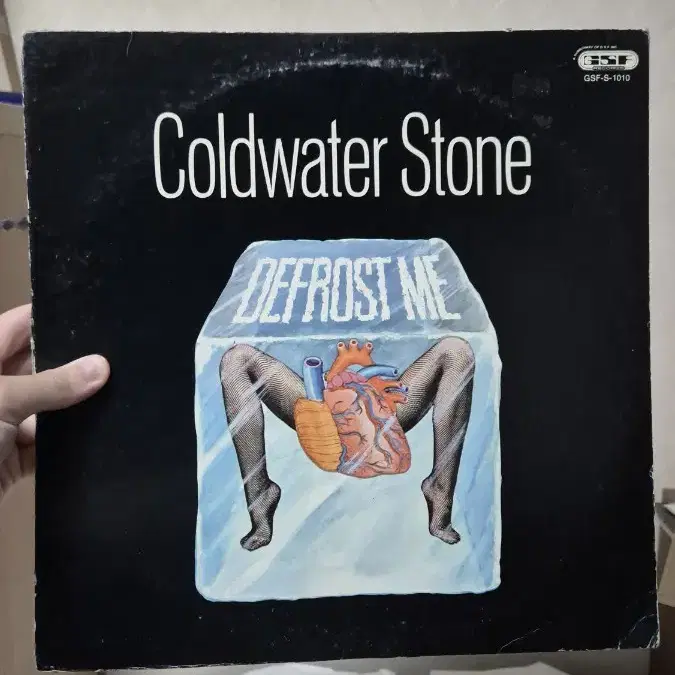 GSF
GSF-S-1010
Coldwater Stone
DEFROST ME